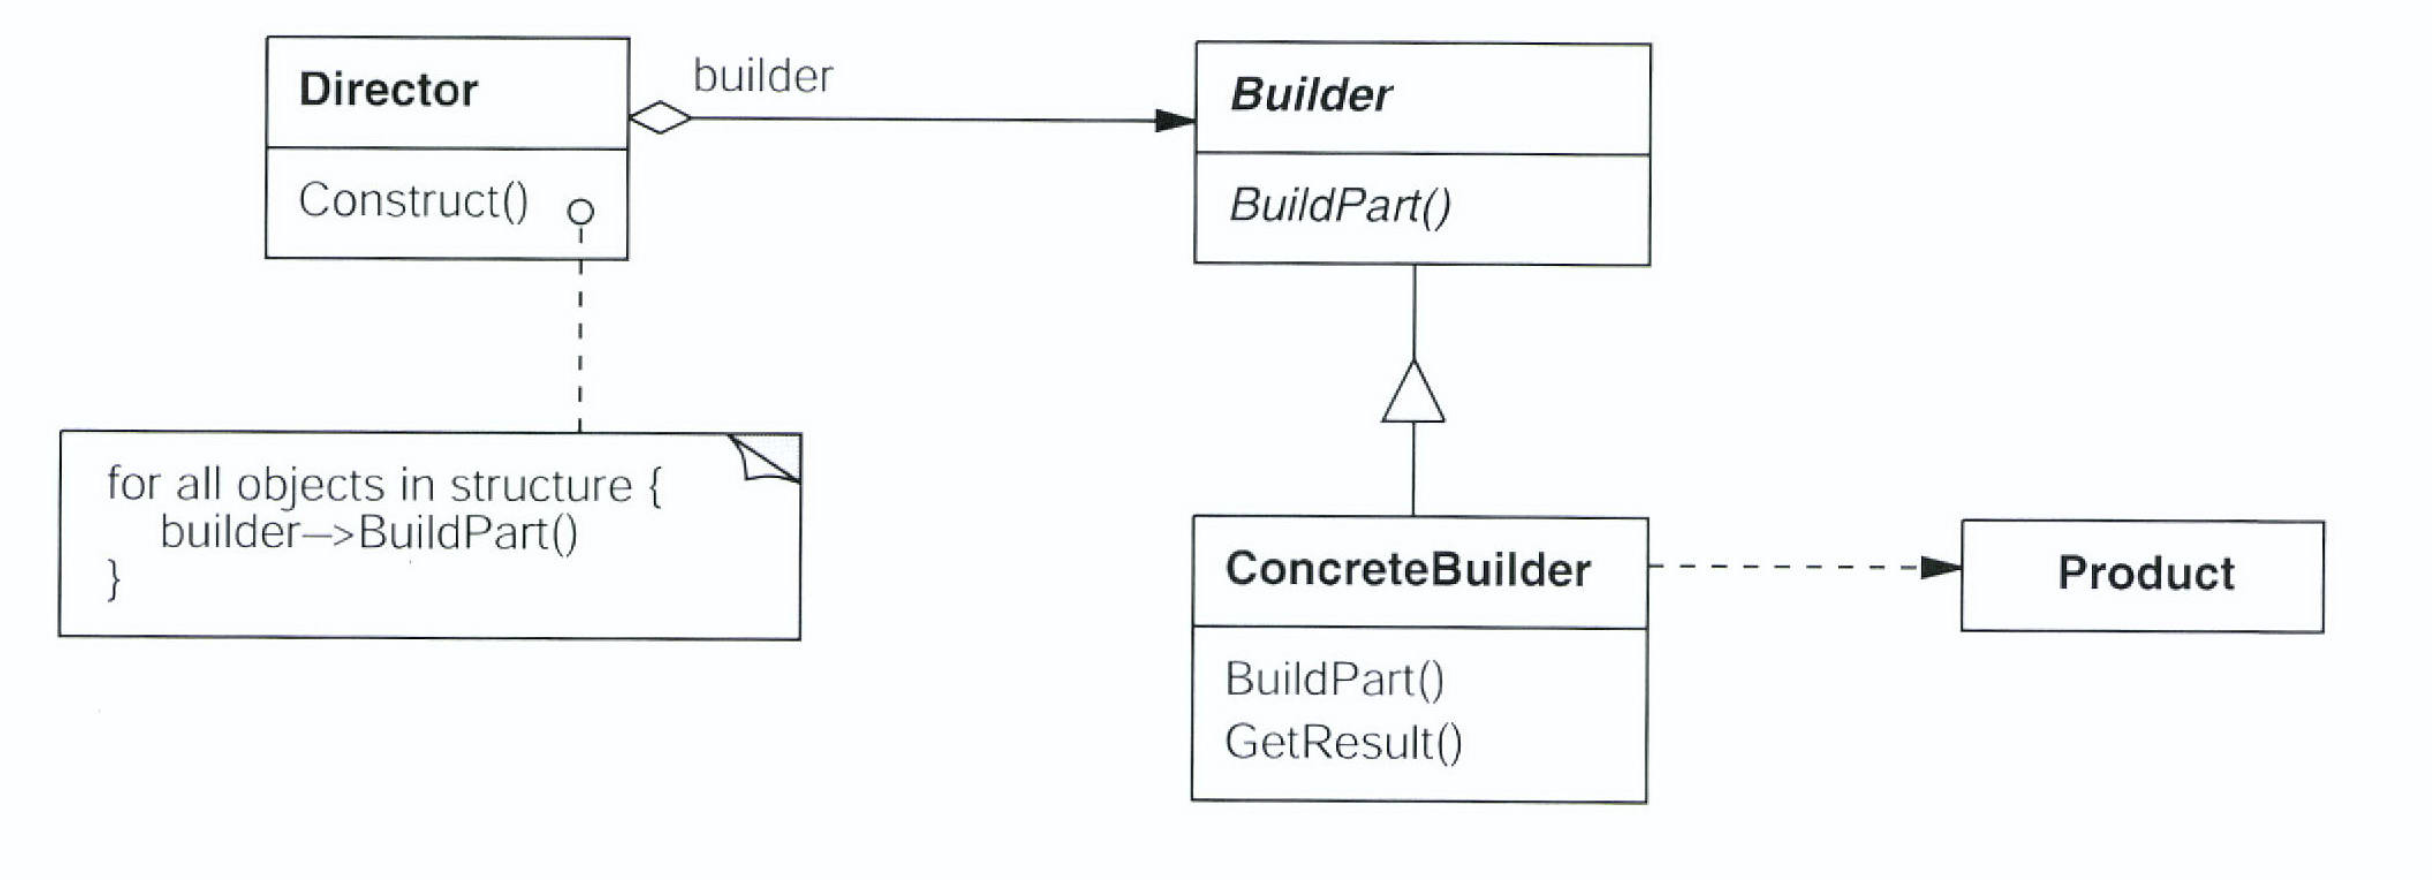 Director
Construct()
builder
Builder
BuildPart()
for all objects in structure {
builder–>BuildPart()
}
ConcreteBuilder
BuildPart()
GetResult()
Product